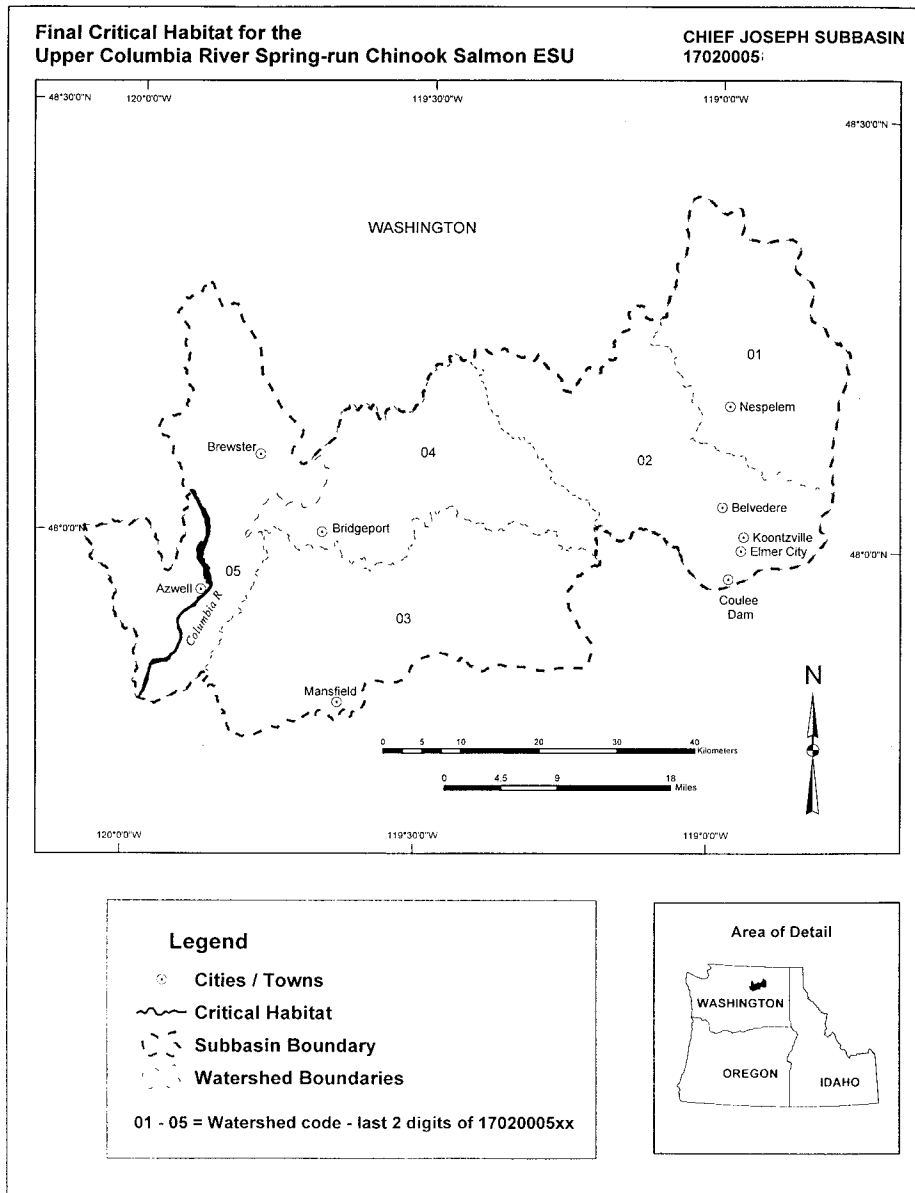 Final Critical Habitat for the
Upper Columbia River Spring-run Chinook Salmon ESU
CHIEF JOSEPH SUBBASIN
17020005
48°30'0"N
120°0'0"W
119°30'0"W
119°0'0"W
48°30'0"N
WASHINGTON
01
Nespelem
Brewster
04
02
Belvedere
48°0'0"N
Bridgeport
Koontzville
Elmer City
48°0'0"N
05
Azwell
Coulee
Dam
Columbia R
03
Mansfield
N
0 5 10 20 30 40
Kilometers
0 4.5 9 18
Miles
120°0'0"W
119°30'0"W
119°0'0"W
Legend
Cities / Towns
Critical Habitat
Subbasin Boundary
Watershed Boundaries
01 - 05 = Watershed code - last 2 digits of 17020005xx
Area of Detail
WASHINGTON
OREGON
IDAHO